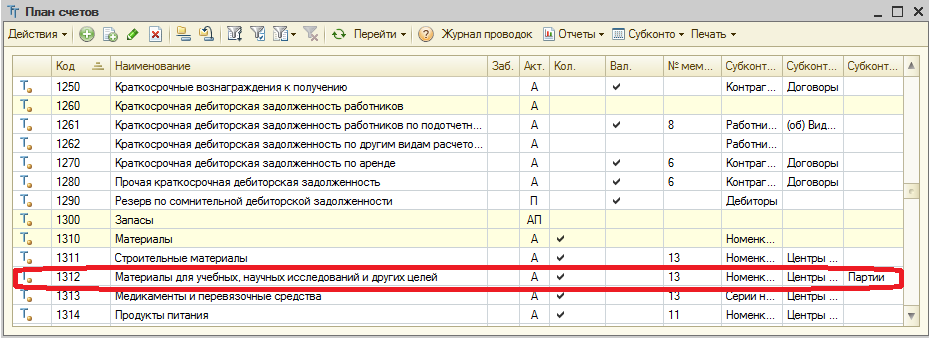 План счетов
Действия Перейти Журнал проводок Отчеты Субконто Печать
Код Наименование Заб. Акт. Кол. Вал. № мем... Субконт... Субконт... Субконт...
1250 Краткосрочные вознаграждения к получению А Контраг... Договоры
1260 Краткосрочная дебиторская задолженность работников А
1261 Краткосрочная дебиторская задолженность работников по подотчетн... А 8 Работни... (об) Вид...
1262 Краткосрочная дебиторская задолженность по другим видам расчето... А Работни...
1270 Краткосрочная дебиторская задолженность по аренде А 6 Контраг... Договоры
1280 Прочая краткосрочная дебиторская задолженность А 6 Контраг... Договоры
1290 Резерв по сомнительной дебиторской задолженности П Дебиторы
1300 Запасы АП
1310 Материалы А Номенк...
1311 Строительные материалы А 13 Номенк... Центры ...
1312 Материалы для учебных, научных исследований и других целей А 13 Номенк... Центры ... Партии
1313 Медикаменты и перевязочные средства А 13 Серии н... Центры ...
1314 Продукты питания А 11 Номенк... Центры ...